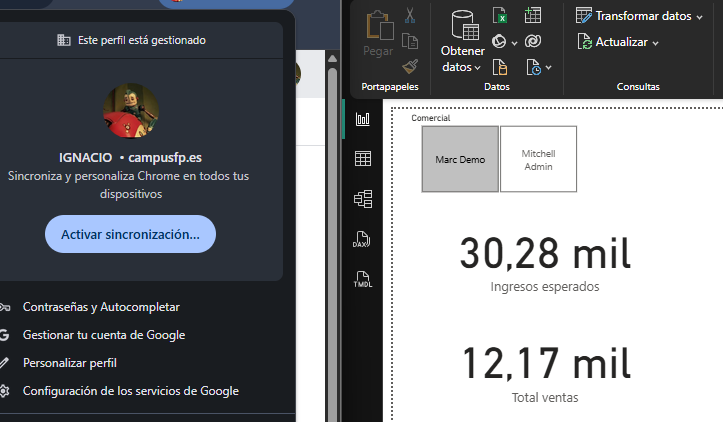 Este perfil está gestionado
IGNACIO • campusfp.es
Sincroniza y personaliza Chrome en todos tus
dispositivos
Activar sincronización...
Contraseñas y Autocompletar
Gestionar tu cuenta de Google
Personalizar perfil
Configuración de los servicios de Google
Pegar
Portapapeles
Obtener
datos
Datos
Transformar datos
Actualizar
Consultas
DAX
TMDL
Comercial
Marc Demo
Mitchell
Admin
30,28 mil
Ingresos esperados
12,17 mil
Total ventas